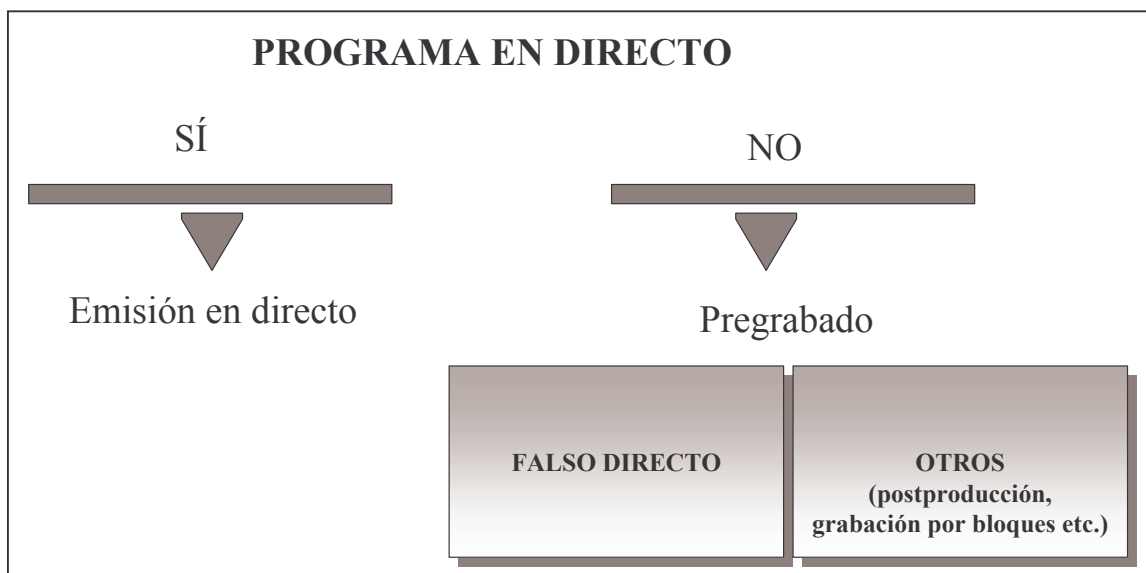 PROGRAMA EN DIRECTO
SÍ
NO
Emisión en directo
Pregrabado
FALSO DIRECTO
OTROS
(postproducción,
grabación por bloques etc.)